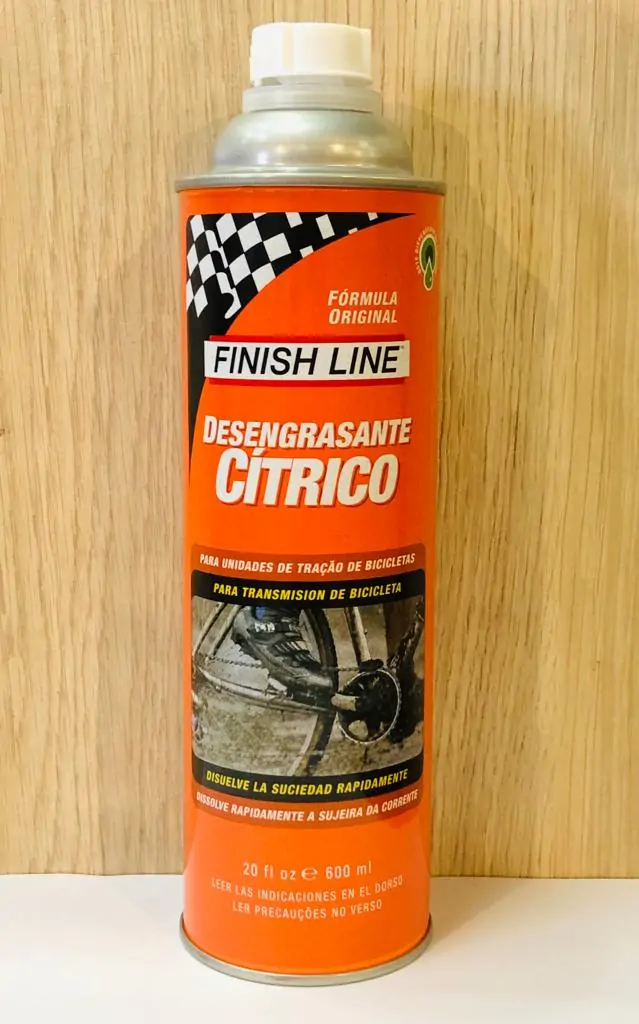 FÓRMULA
ORIGINAL
FINISH LINE
DESENGRASANTE
CÍTRICO
PARA UNIDADES DE TRAÇÃO DE BICICLETAS
PARA TRANSMISION DE BICICLETA
DISUELVE LA SUCIEDAD RAPIDAMENTE
DISSOLVE RAPIDAMENTE A SUJEIRA DA CORRENTE
20 fl oz ℮ 600 ml
LEER LAS INDICACIONES EN EL DORSO
LER PRECAUÇÕES NO VERSO